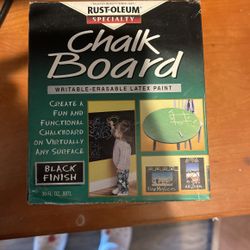 RUST-OLEUM
SPECIALTY
Chalk
Board
WRITABLE-ERASABLE LATEX PAINT
CREATE A
FUN AND
FUNCTIONAL
CHALKBOARD
ON VIRTUALLY
ANY SURFACE
BLACK
FINISH